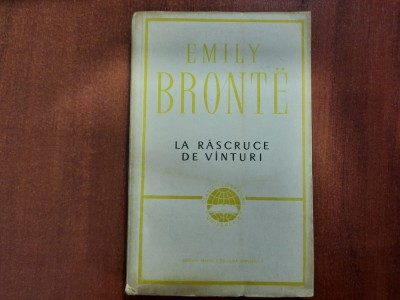 EMILY
BRONTË
LA RĂSCRUCE
DE VÎNTURI